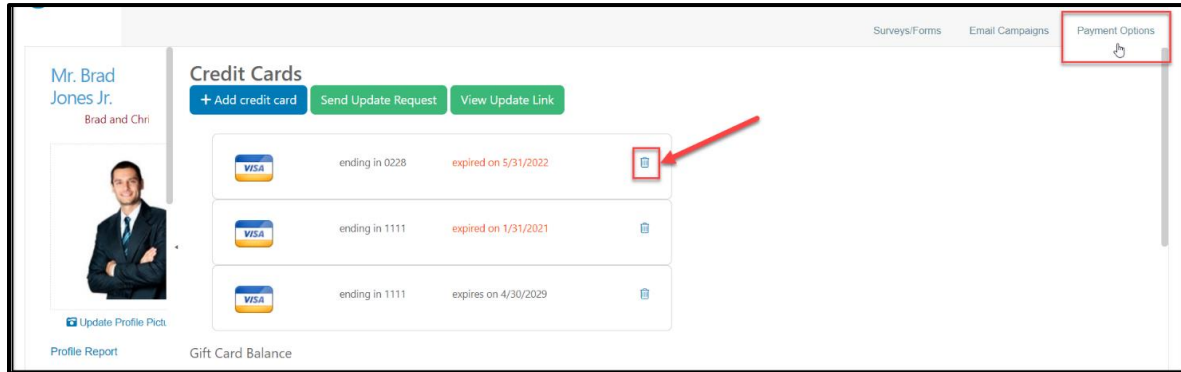 Surveys/Forms Email Campaigns Payment Options
Mr. Brad
Jones Jr.
Brad and Chri
Update Profile Pictu
Profile Report
Credit Cards
+ Add credit card Send Update Request View Update Link
VISA ending in 0228 expired on 5/31/2022
VISA ending in 1111 expired on 1/31/2021
VISA ending in 1111 expires on 4/30/2029
Gift Card Balance